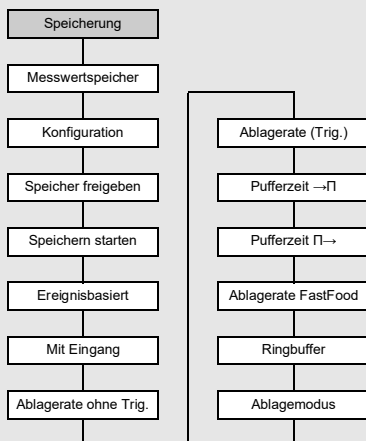 Speicherung
Messwertspeicher
Konfiguration
Speicher freigeben
Speichern starten
Ereignisbasiert
Mit Eingang
Ablagerate ohne Trig.
Ablagerate (Trig.)
Pufferzeit →Π
Pufferzeit Π→
Ablagerate FastFood
Ringbuffer
Ablagemodus